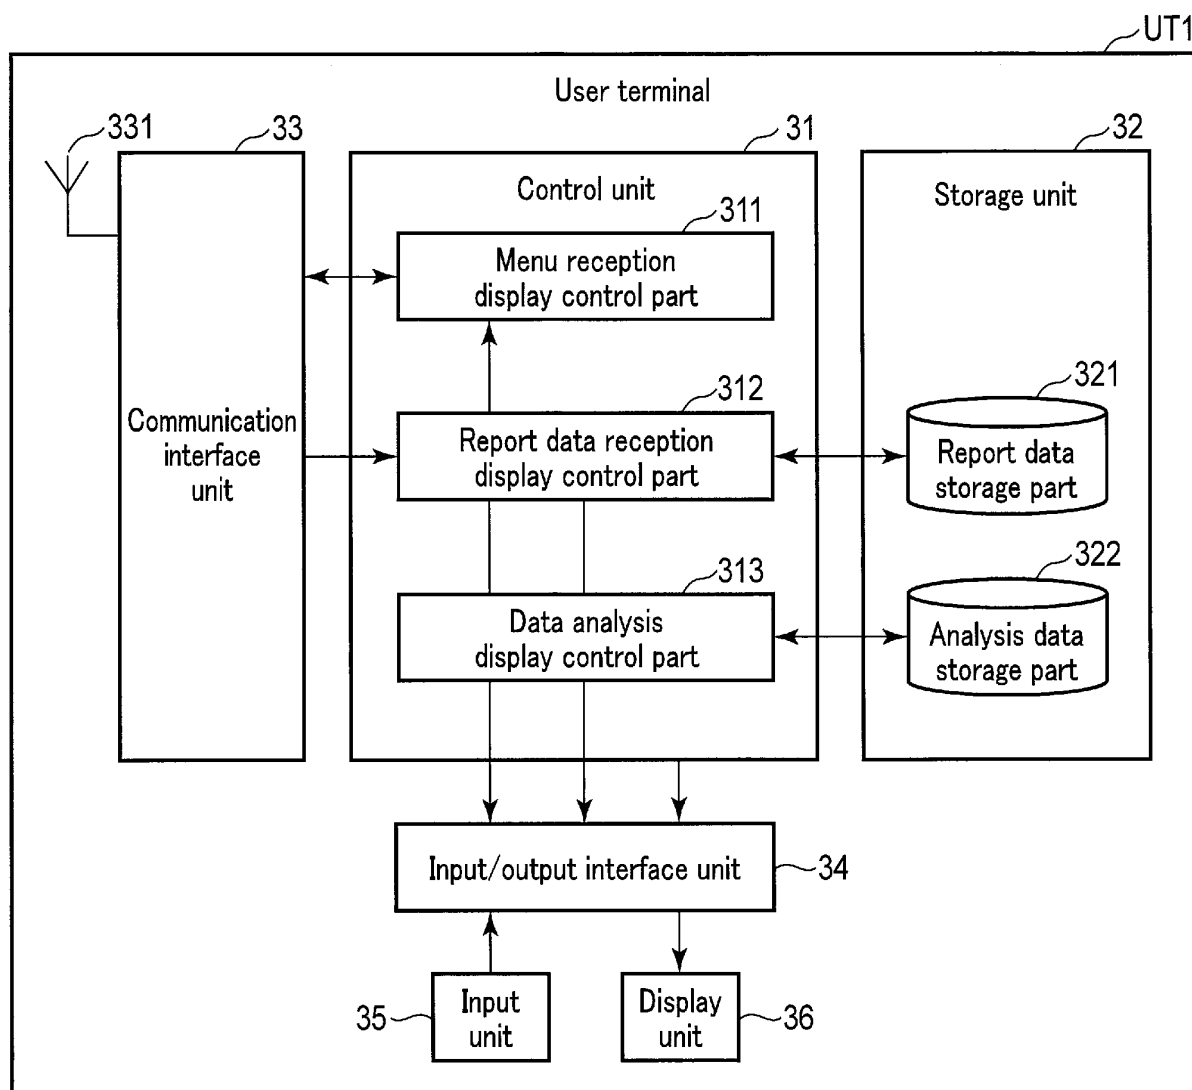 UT1
User terminal
331
33
31
32
Control unit
Storage unit
311
Menu reception
display control part
312
Report data reception
display control part
321
Report data
storage part
Communication
interface
unit
313
Data analysis
display control part
322
Analysis data
storage part
Input/output interface unit
34
35
Input
unit
Display
unit
36